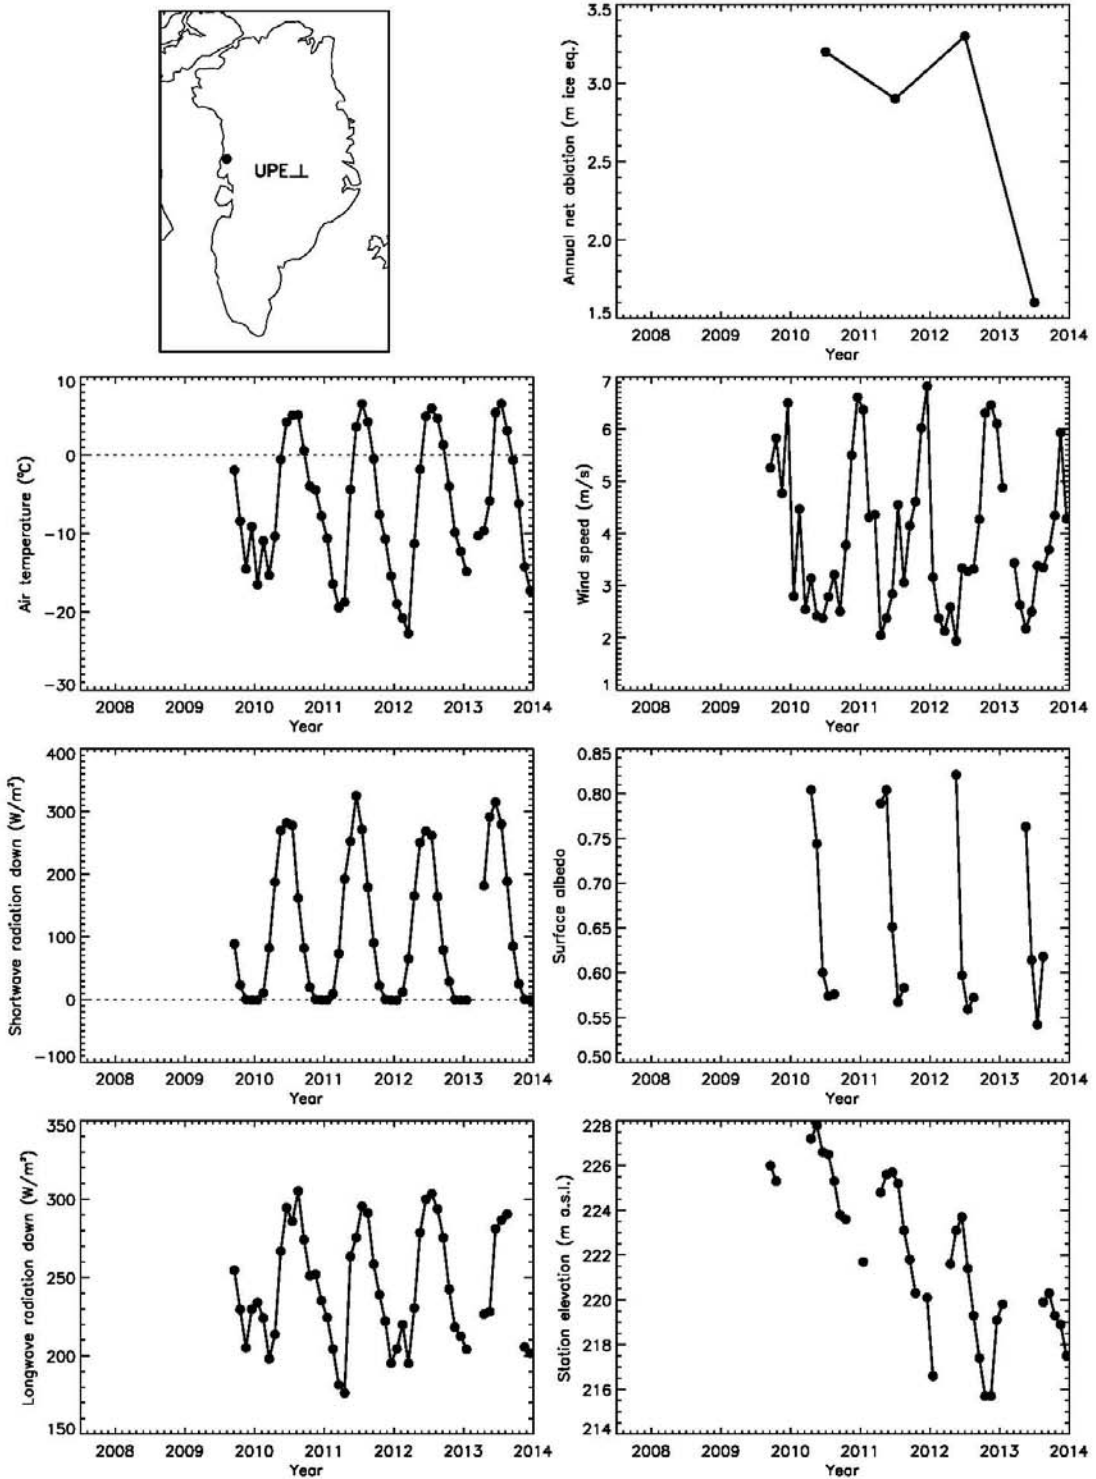 UPE_L
Annual net ablation (m ice eq.)
3.5
3.0
2.5
2.0
1.5
2008 2009 2010 2011 2012 2013 2014
Year
Air temperature (°C)
10
0
-10
-20
-30
2008 2009 2010 2011 2012 2013 2014
Year
Wind speed (m/s)
7
6
5
4
3
2
1
2008 2009 2010 2011 2012 2013 2014
Year
Shortwave radiation down (W/m²)
400
300
200
100
0
-100
2008 2009 2010 2011 2012 2013 2014
Year
Surface albedo
0.85
0.80
0.75
0.70
0.65
0.60
0.55
0.50
2008 2009 2010 2011 2012 2013 2014
Year
Longwave radiation down (W/m²)
350
300
250
200
150
2008 2009 2010 2011 2012 2013 2014
Year
Station elevation (m a.s.l.)
228
226
224
222
220
218
216
214
2008 2009 2010 2011 2012 2013 2014
Year